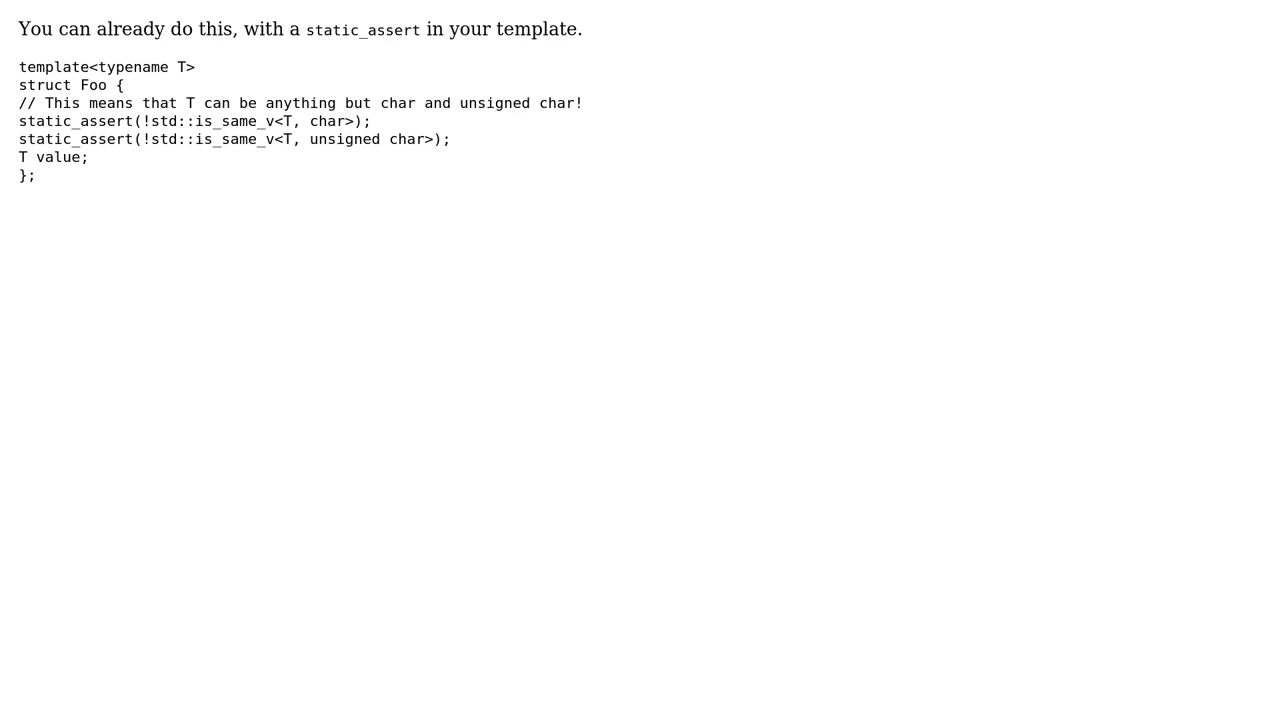 You can already do this, with a static_assert in your template.
template<typename T>
struct Foo {
// This means that T can be anything but char and unsigned char!
static_assert(!std::is_same_v<T, char>);
static_assert(!std::is_same_v<T, unsigned char>);
T value;
};